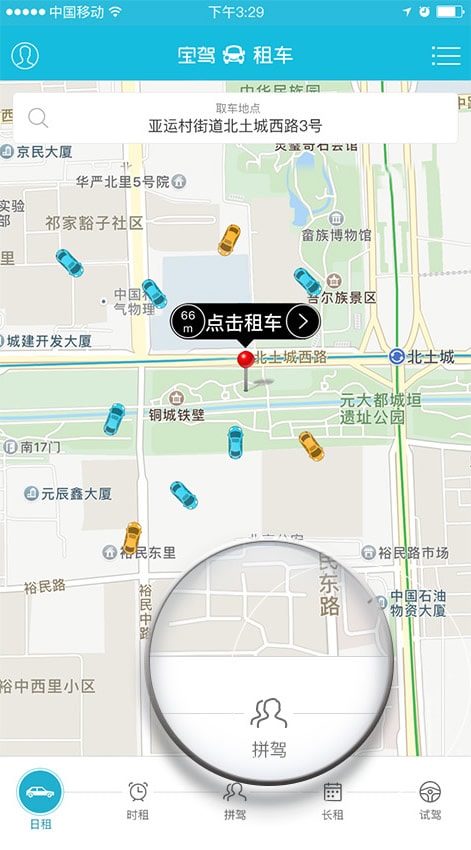 中国移动 下午3:29
宝驾 租车
取车地点
亚运村街道北土城西路3号
京民大厦
华严北里5号院
祁家豁子社区
畲族博物馆
中国科
气物理
吾尔族景区
城建开发大厦
66
m
点击租车
北土城西路
北土城
铜城铁壁
元大都城垣
遗址公园
南17门
元辰鑫大厦
裕民东里
裕民路市场
裕民路
裕民中路
民东路
中国石油
物资大厦
裕中西里小区
拼驾
日租
时租
拼驾
长租
试驾